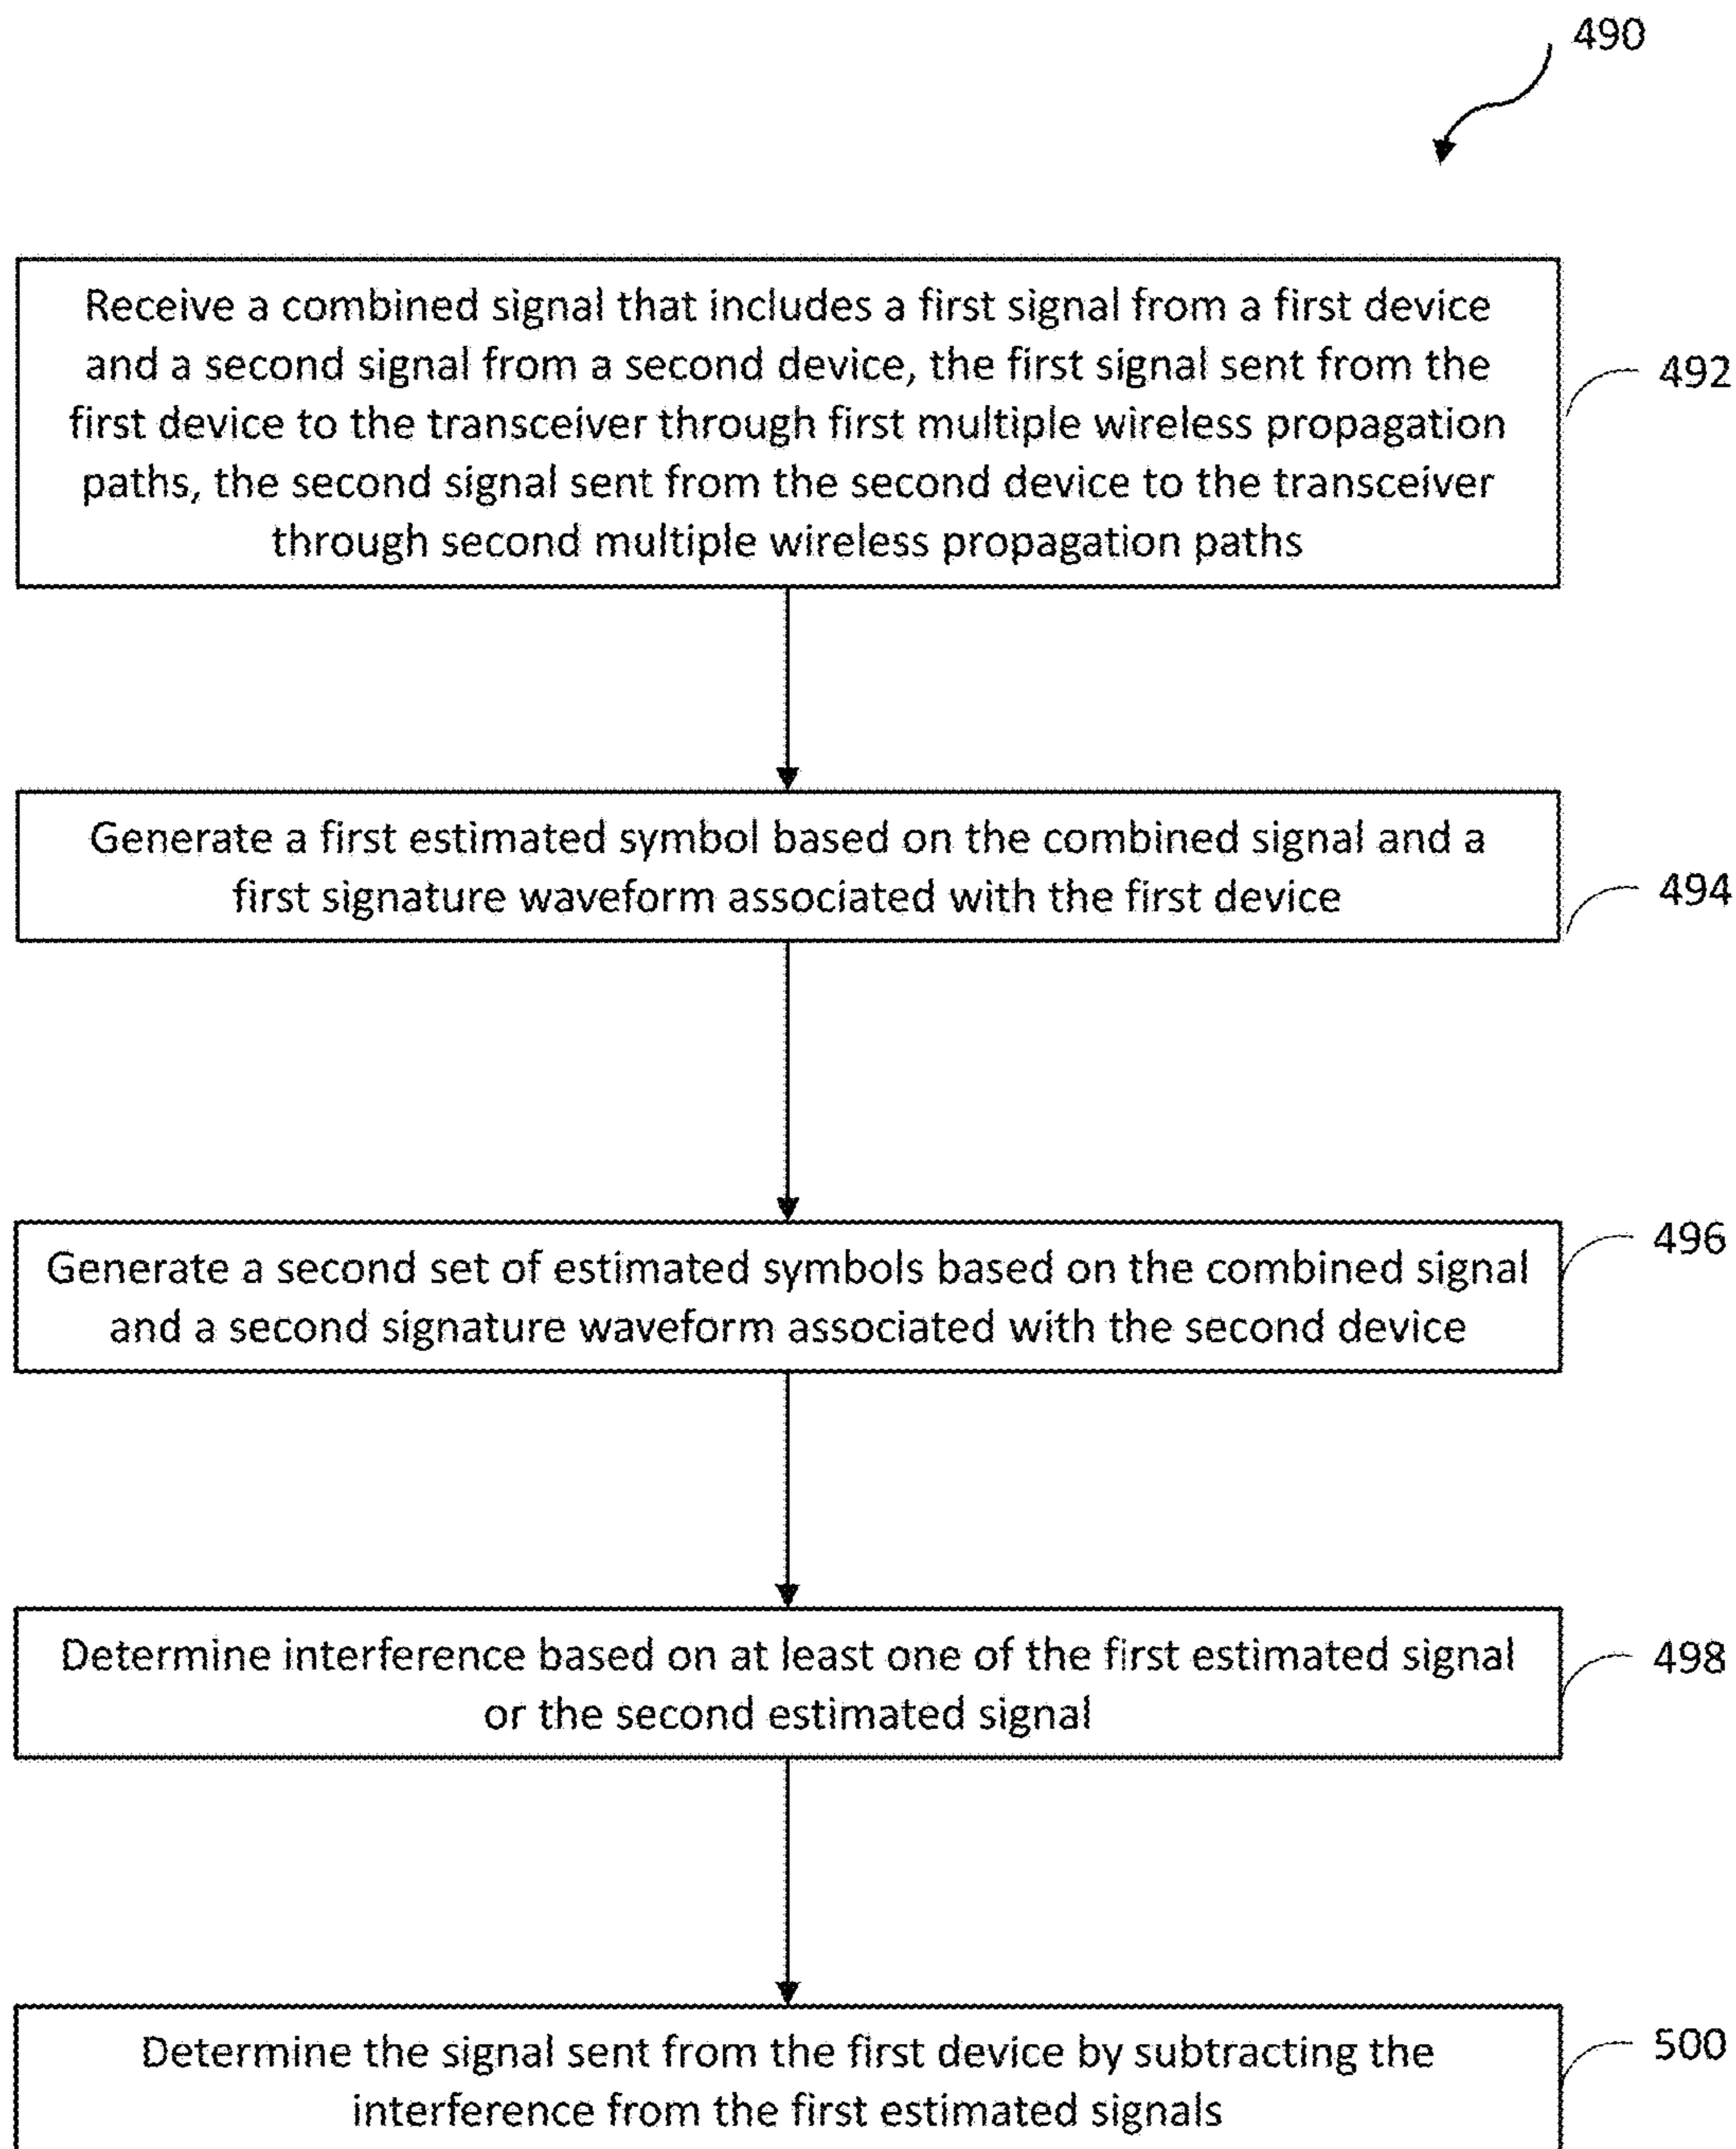 490
Receive a combined signal that includes a first signal from a first device
and a second signal from a second device, the first signal sent from the
first device to the transceiver through first multiple wireless propagation
paths, the second signal sent from the second device to the transceiver
through second multiple wireless propagation paths
492
Generate a first estimated symbol based on the combined signal and a
first signature waveform associated with the first device
494
Generate a second set of estimated symbols based on the combined signal
and a second signature waveform associated with the second device
496
Determine interference based on at least one of the first estimated signal
or the second estimated signal
498
Determine the signal sent from the first device by subtracting the
interference from the first estimated signals
500